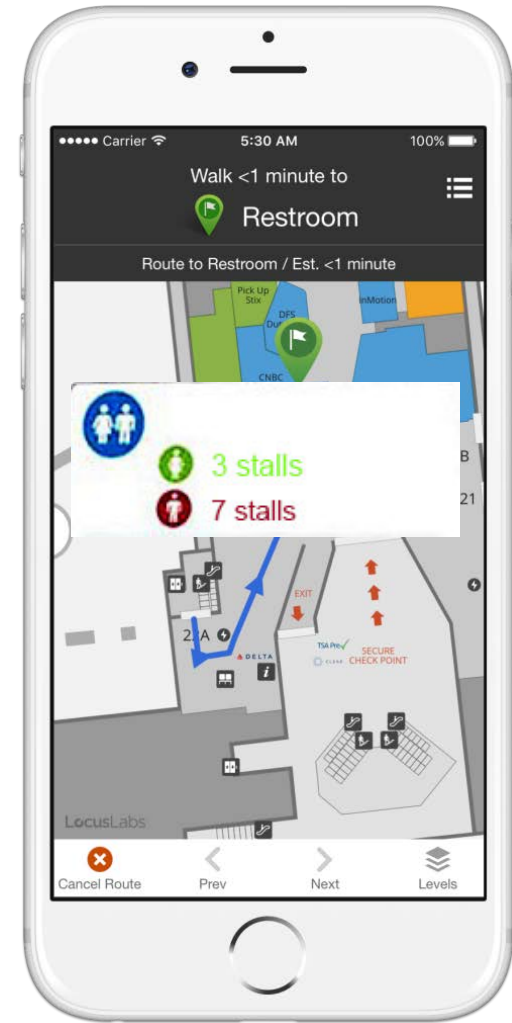 Carrier 5:30 AM 100%
Walk <1 minute to
Restroom
Route to Restroom / Est. <1 minute
Pick Up
Stix
inMotion
DFS
CNBC
3 stalls
7 stalls
B
21
EXIT
TSA Pre✓
CLEAR
SECURE
CHECK POINT
DELTA
i
LocusLabs
Cancel Route Prev Next Levels